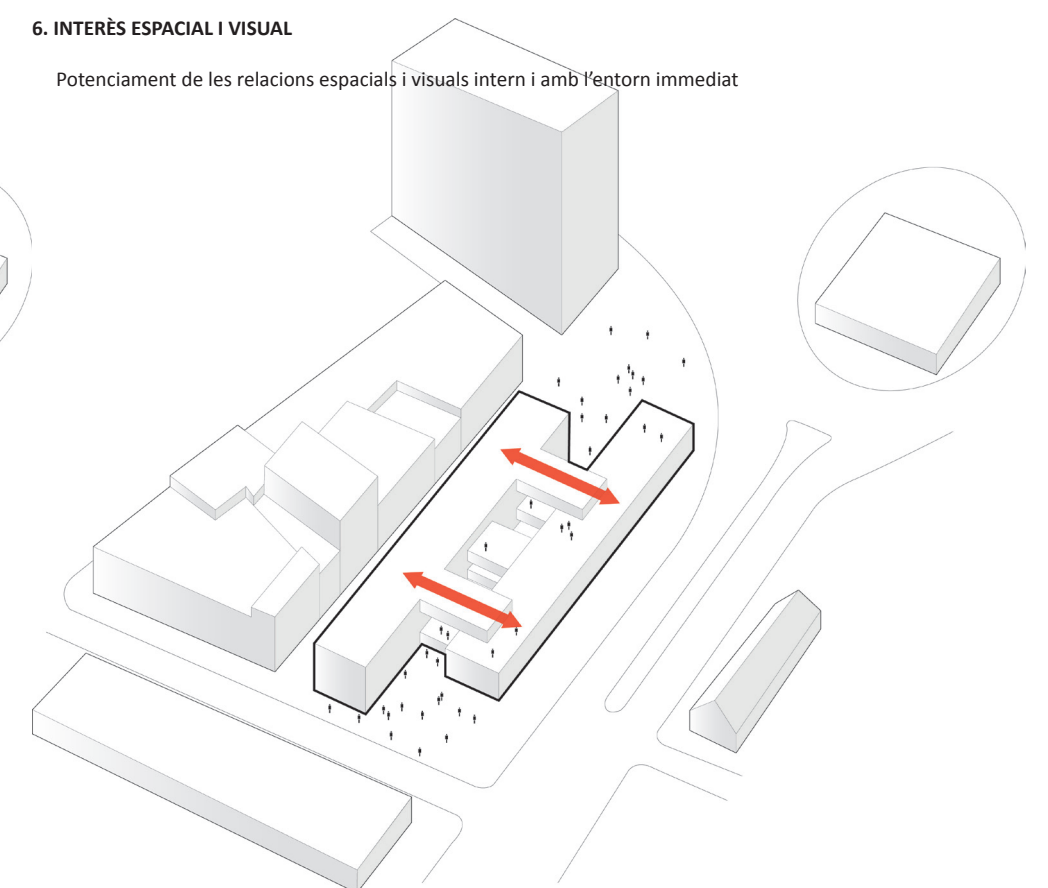 6. INTERÈS ESPACIAL I VISUAL
Potenciament de les relacions espacials i visuals intern i amb l'entorn immediat